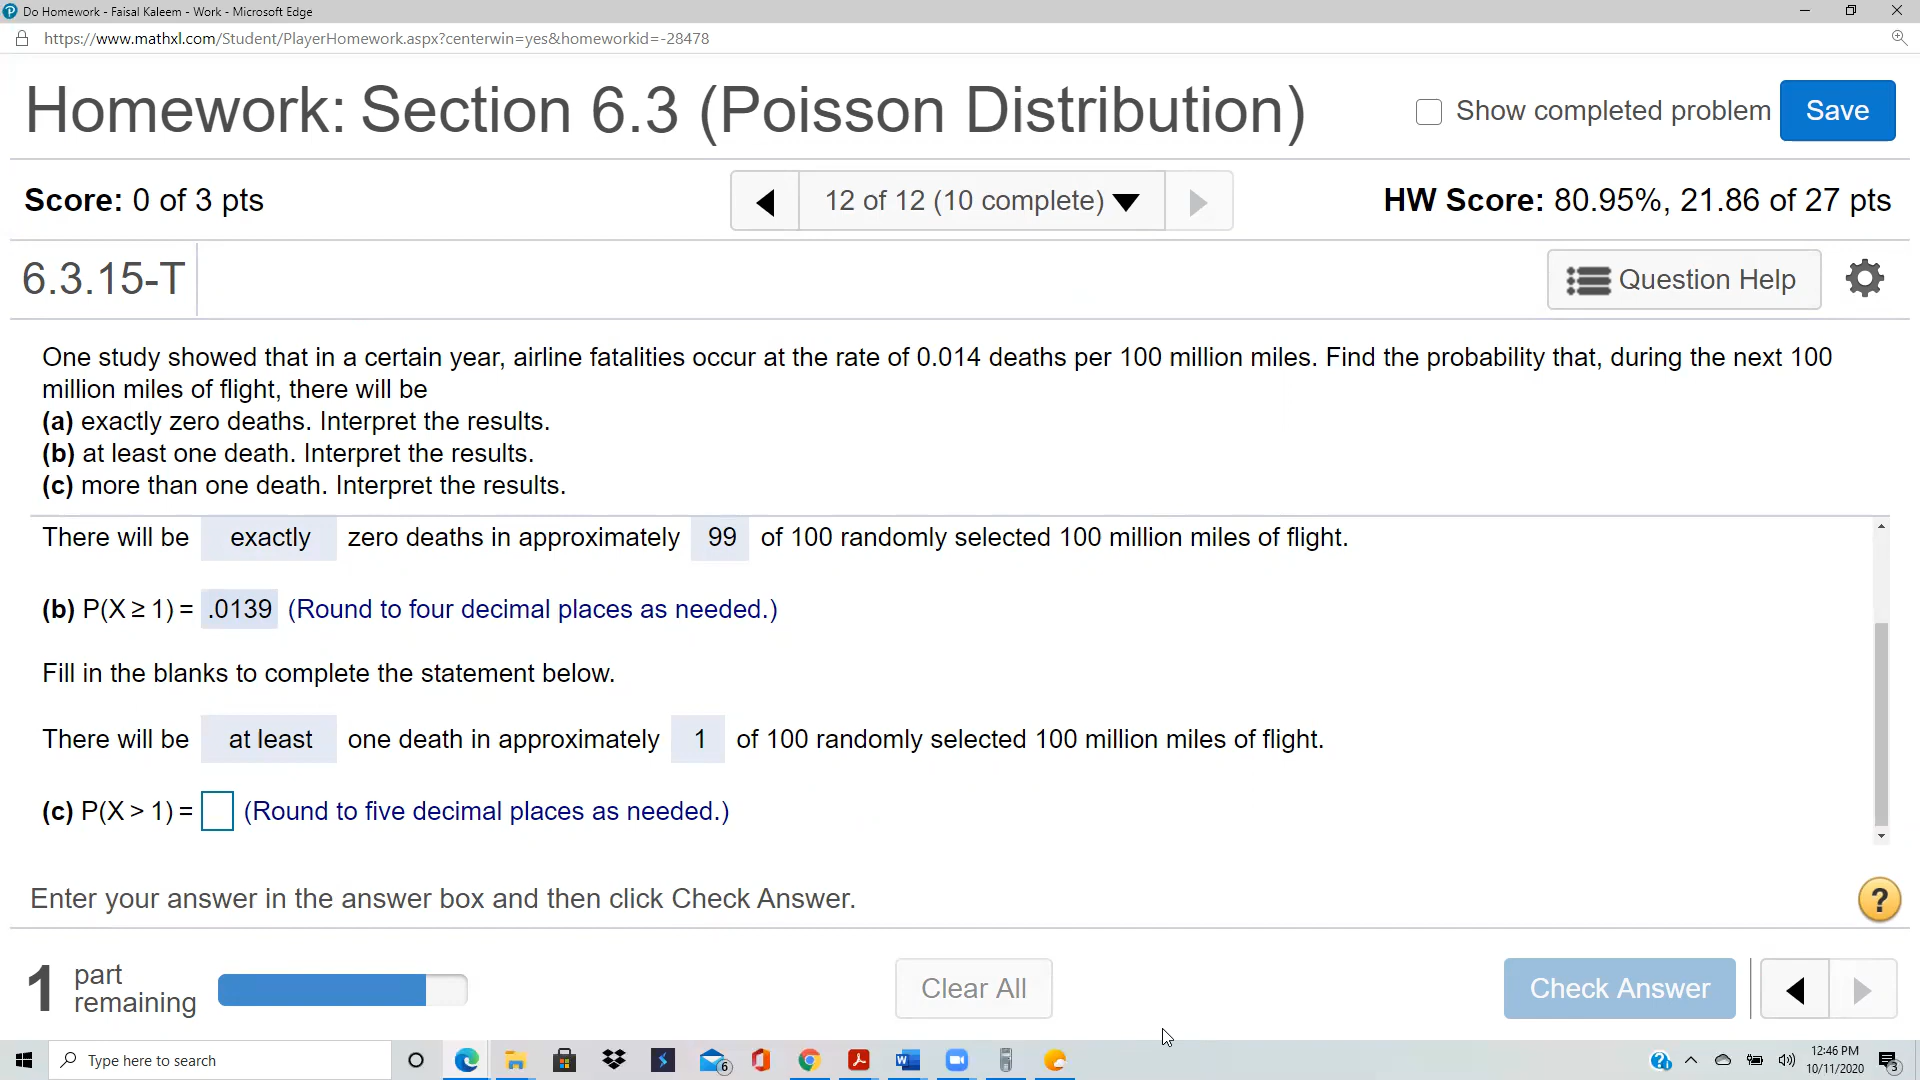 Do Homework - Faisal Kaleem - Work - Microsoft Edge
https://www.mathxl.com/Student/PlayerHomework.aspx?centerwin=yes&homeworkid=-28478
Homework: Section 6.3 (Poisson Distribution)
Show completed problem
Save
Score: 0 of 3 pts
12 of 12 (10 complete)
HW Score: 80.95%, 21.86 of 27 pts
6.3.15-T
Question Help
One study showed that in a certain year, airline fatalities occur at the rate of 0.014 deaths per 100 million miles. Find the probability that, during the next 100
million miles of flight, there will be
(a) exactly zero deaths. Interpret the results.
(b) at least one death. Interpret the results.
(c) more than one death. Interpret the results.
There will be exactly zero deaths in approximately 99 of 100 randomly selected 100 million miles of flight.
(b) P(X ≥ 1) = .0139 (Round to four decimal places as needed.)
Fill in the blanks to complete the statement below.
There will be at least one death in approximately 1 of 100 randomly selected 100 million miles of flight.
(c) P(X > 1) = (Round to five decimal places as needed.)
Enter your answer in the answer box and then click Check Answer.
?
1 part
remaining
Clear All
Check Answer
Type here to search
6
12:46 PM
10/11/2020
3